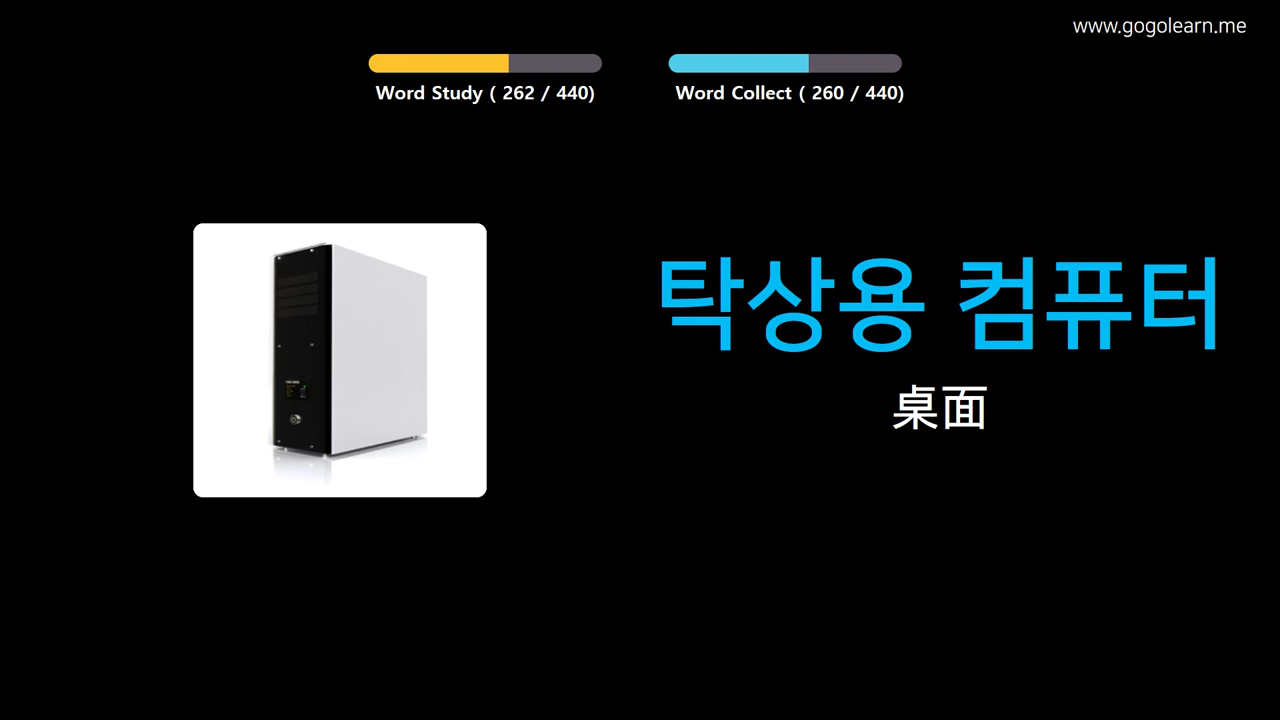 www.gogolearn.me
Word Study ( 262 / 440)
Word Collect ( 260 / 440)
탁상용 컴퓨터
桌面